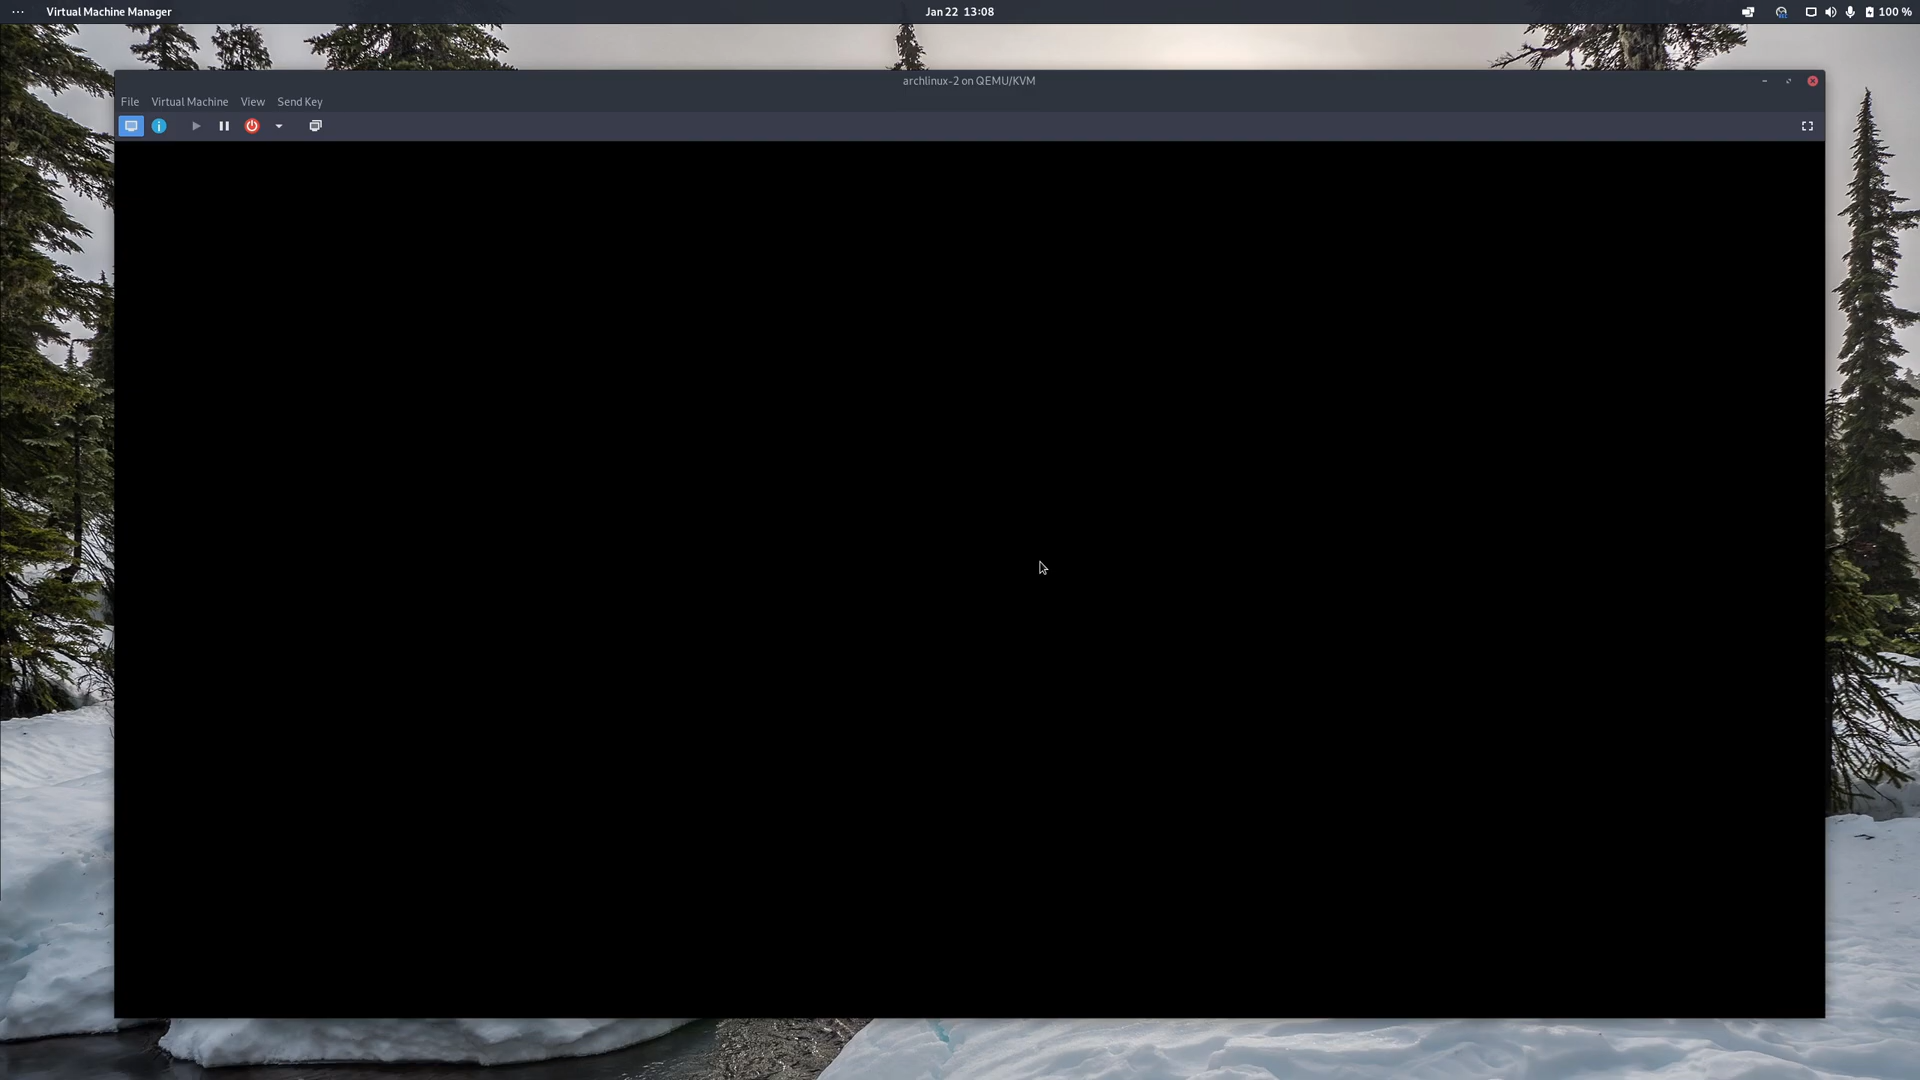 Virtual Machine Manager
Jan 22 13:08
100 %
archlinux-2 on QEMU/KVM
File Virtual Machine View Send Key